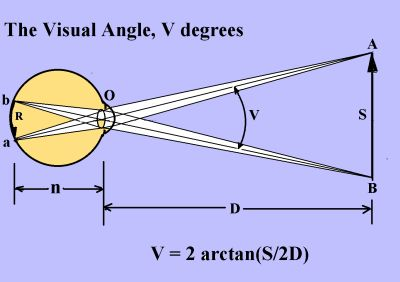 The Visual Angle, V degrees
A
b
O
R
V
S
a
n
B
D
V = 2 arctan(S/2D)